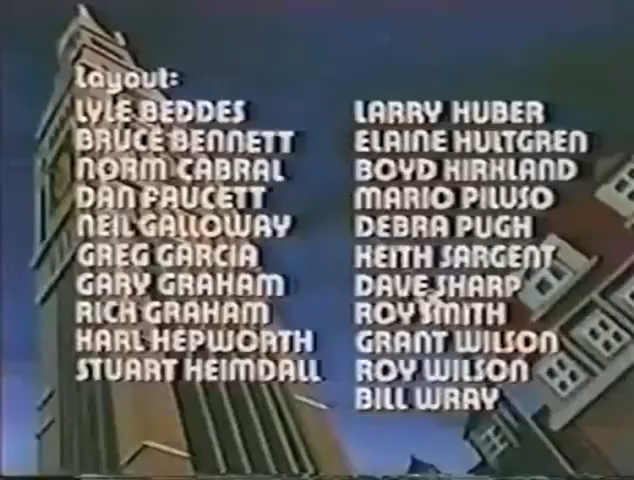 Layout:
LYLE BEDDES
BRUCE BENNETT
NORM CABRAL
DAN FAUCETT
NEIL GALLOWAY
GREG GARCIA
GARY GRAHAM
RICH GRAHAM
KARL HEPWORTH
STUART HEIMDALL
LARRY HUBER
ELAINE HULTGREN
BOYD KIRKLAND
MARIO PILUSO
DEBRA PUGH
KEITH SARGENT
DAVE SHARP
ROY SMITH
GRANT WILSON
ROY WILSON
BILL WRAY